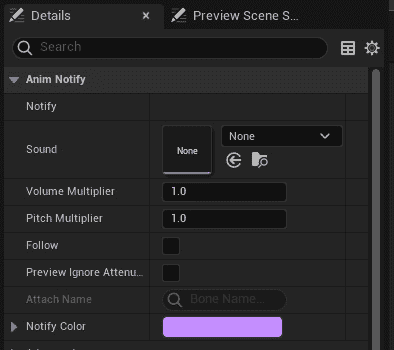 Details
Preview Scene S...
Search
Anim Notify
Notify
Sound
None
None
Volume Multiplier
1.0
Pitch Multiplier
1.0
Follow
Preview Ignore Attenu...
Attach Name
Bone Name...
Notify Color